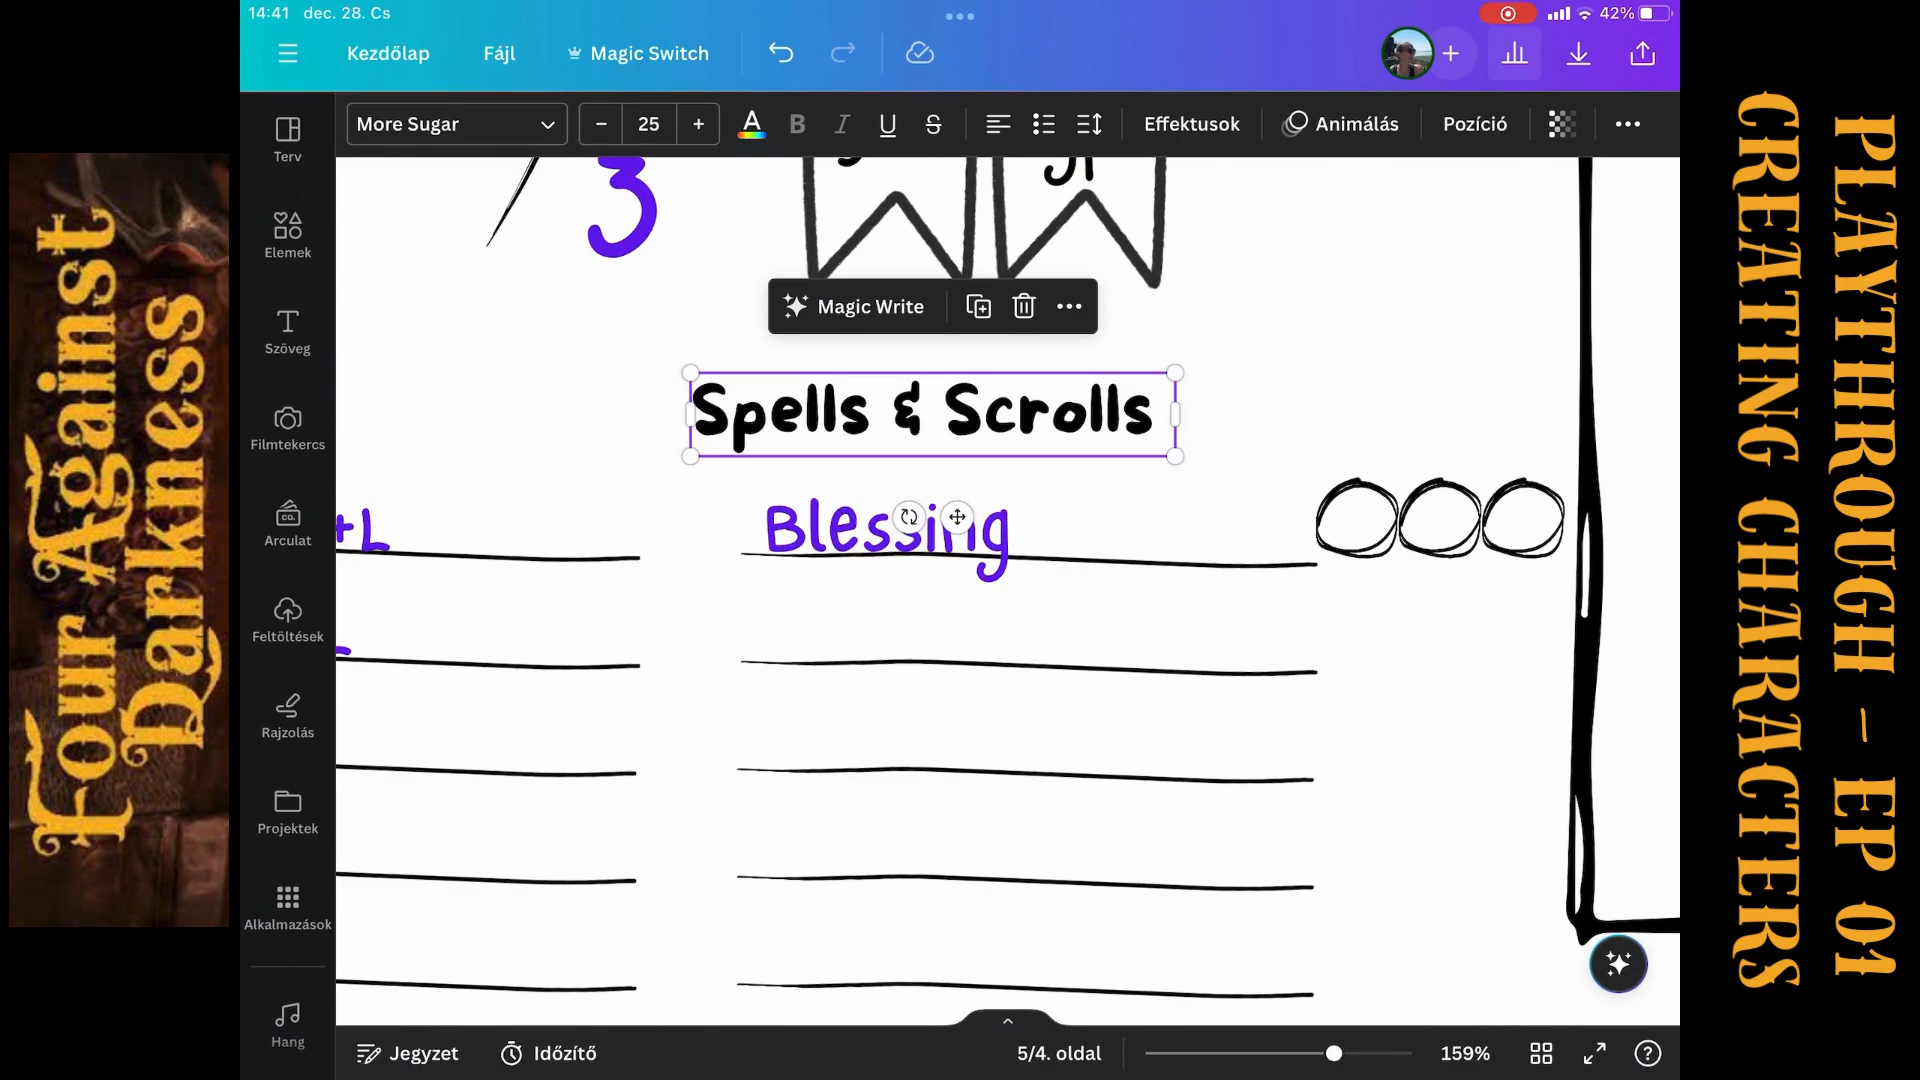 Four Against
Darkness
14:41 dec. 28. Cs
42%
Kezdőlap
Fájl
Magic Switch
More Sugar
25
Effektusok
Animálás
Pozíció
Terv
Elemek
Szöveg
Filmtekercs
CO.
Arculat
Feltöltések
Rajzolás
Projektek
Alkalmazások
Hang
3
Magic Write
Spells & Scrolls
+L
Blessing
Jegyzet
Időzítő
5/4. oldal
159%
PLAYTHROUGH – EP 01
CREATING CHARACTERS